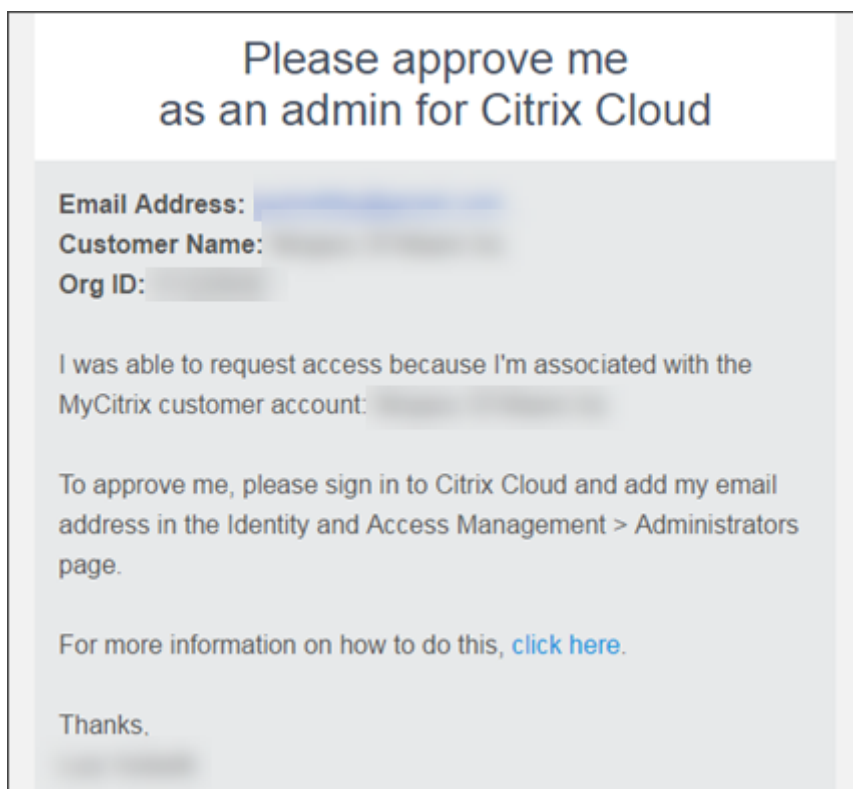 Please approve me
as an admin for Citrix Cloud
Email Address:
Customer Name:
Org ID:
I was able to request access because I'm associated with the
MyCitrix customer account:
To approve me, please sign in to Citrix Cloud and add my email
address in the Identity and Access Management > Administrators
page.
For more information on how to do this, click here.
Thanks,